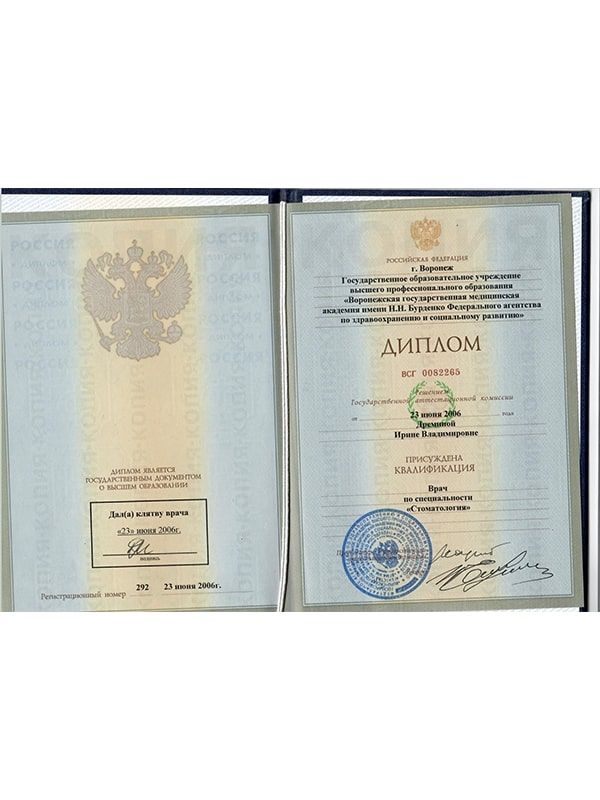 ДИПЛОМ ЯВЛЯЕТСЯ
ГОСУДАРСТВЕННЫМ ДОКУМЕНТОМ
О ВЫСШЕМ ОБРАЗОВАНИИ
Дал(а) клятву врача
«23» июня 2006г.
подпись
Регистрационный номер 292 23 июня 2006г.
РОССИЙСКАЯ ФЕДЕРАЦИЯ
г. Воронеж
Государственное образовательное учреждение
высшего профессионального образования
«Воронежская государственная медицинская
академия имени Н.Н. Бурденко Федерального агентства
по здравоохранению и социальному развитию»
ДИПЛОМ
ВСГ 0082265
Решением
Государственной аттестационной комиссии
от 23 июня 2006 года
Дреминой
Ирине Владимировне
ПРИСУЖДЕНА
КВАЛИФИКАЦИЯ
Врач
по специальности
«Стоматология»